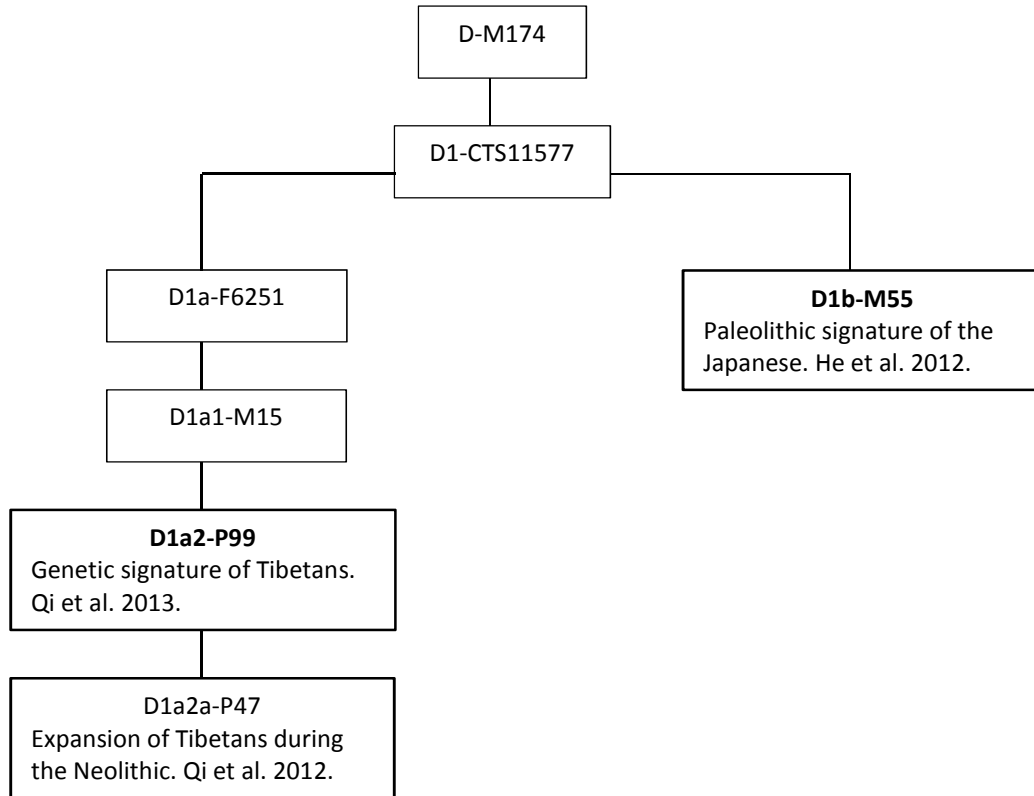 D-M174
D1-CTS11577
D1a-F6251
D1b-M55
Paleolithic signature of the
Japanese. He et al. 2012.
D1a1-M15
D1a2-P99
Genetic signature of Tibetans.
Qi et al. 2013.
D1a2a-P47
Expansion of Tibetans during
the Neolithic. Qi et al. 2012.